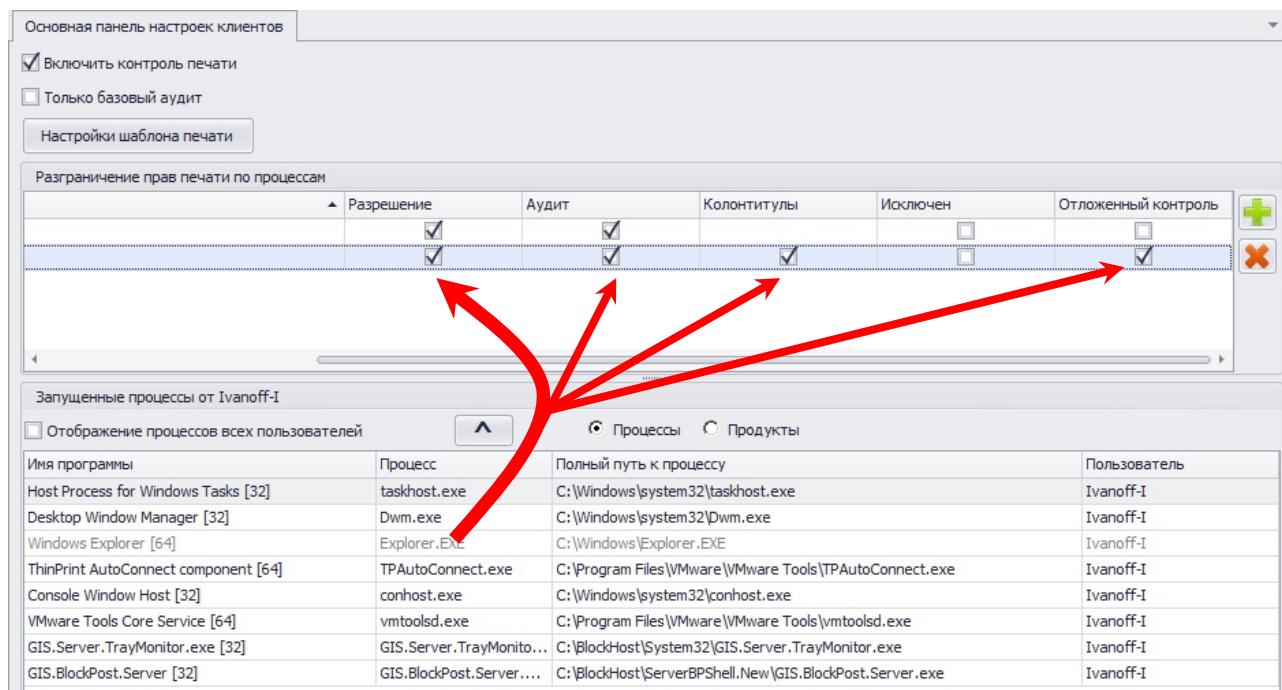 Основная панель настроек клиентов
Включить контроль печати
Только базовый аудит
Настройки шаблона печати
Разграничение прав печати по процессам
Разрешение Аудит Колонтитулы Исключен Отложенный контроль
Запущенные процессы от Ivanoff-I
Отображение процессов всех пользователей ^ Процессы Продукты
Имя программы Процесс Полный путь к процессу Пользователь
Host Process for Windows Tasks [32] taskhost.exe C:\Windows\system32\taskhost.exe Ivanoff-I
Desktop Window Manager [32] Dwm.exe C:\Windows\system32\Dwm.exe Ivanoff-I
Windows Explorer [64] Explorer.EXE C:\Windows\Explorer.EXE Ivanoff-I
ThinPrint AutoConnect component [64] TPAutoConnect.exe C:\Program Files\VMware\VMware Tools\TPAutoConnect.exe Ivanoff-I
Console Window Host [32] conhost.exe C:\Windows\system32\conhost.exe Ivanoff-I
VMware Tools Core Service [64] vmtoolsd.exe C:\Program Files\VMware\VMware Tools\vmtoolsd.exe Ivanoff-I
GIS.Server.TrayMonitor.exe [32] GIS.Server.TrayMonito... C:\BlockHost\System32\GIS.Server.TrayMonitor.exe Ivanoff-I
GIS.BlockPost.Server [32] GIS.BlockPost.Server.... C:\BlockHost\ServerBPShell.New\GIS.BlockPost.Server.exe Ivanoff-I